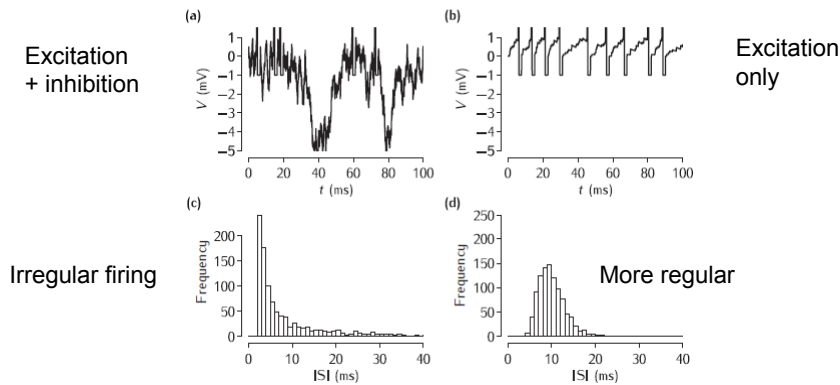 (a)
(b)
Excitation
+ inhibition
Excitation
only
V (mV)
1
0
−1
−2
−3
−4
−5
0 20 40 60 80 100
t (ms)
V (mV)
1
0
−1
−2
−3
−4
−5
0 20 40 60 80 100
t (ms)
(c)
(d)
Irregular firing
More regular
Frequency
200
150
100
50
0
0 10 20 30 40
ISI (ms)
Frequency
250
200
150
100
50
0
0 10 20 30 40
ISI (ms)